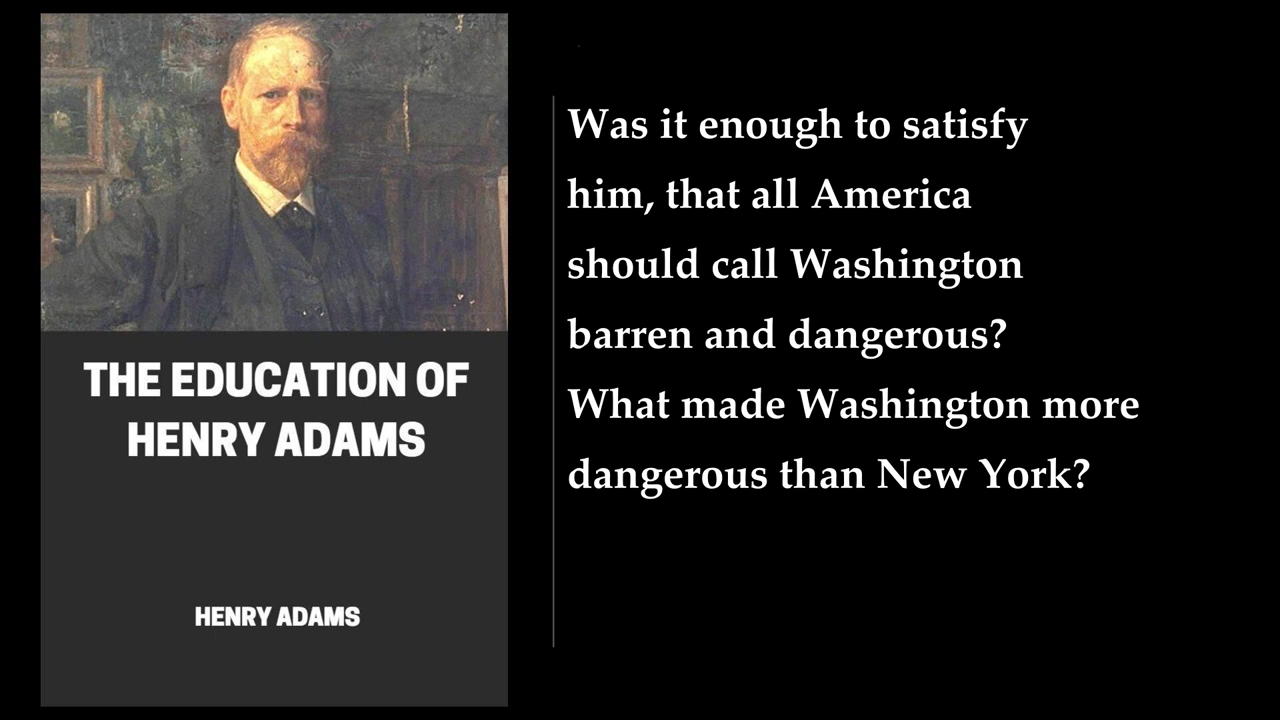 THE EDUCATION OF
HENRY ADAMS
HENRY ADAMS
Was it enough to satisfy
him, that all America
should call Washington
barren and dangerous?
What made Washington more
dangerous than New York?